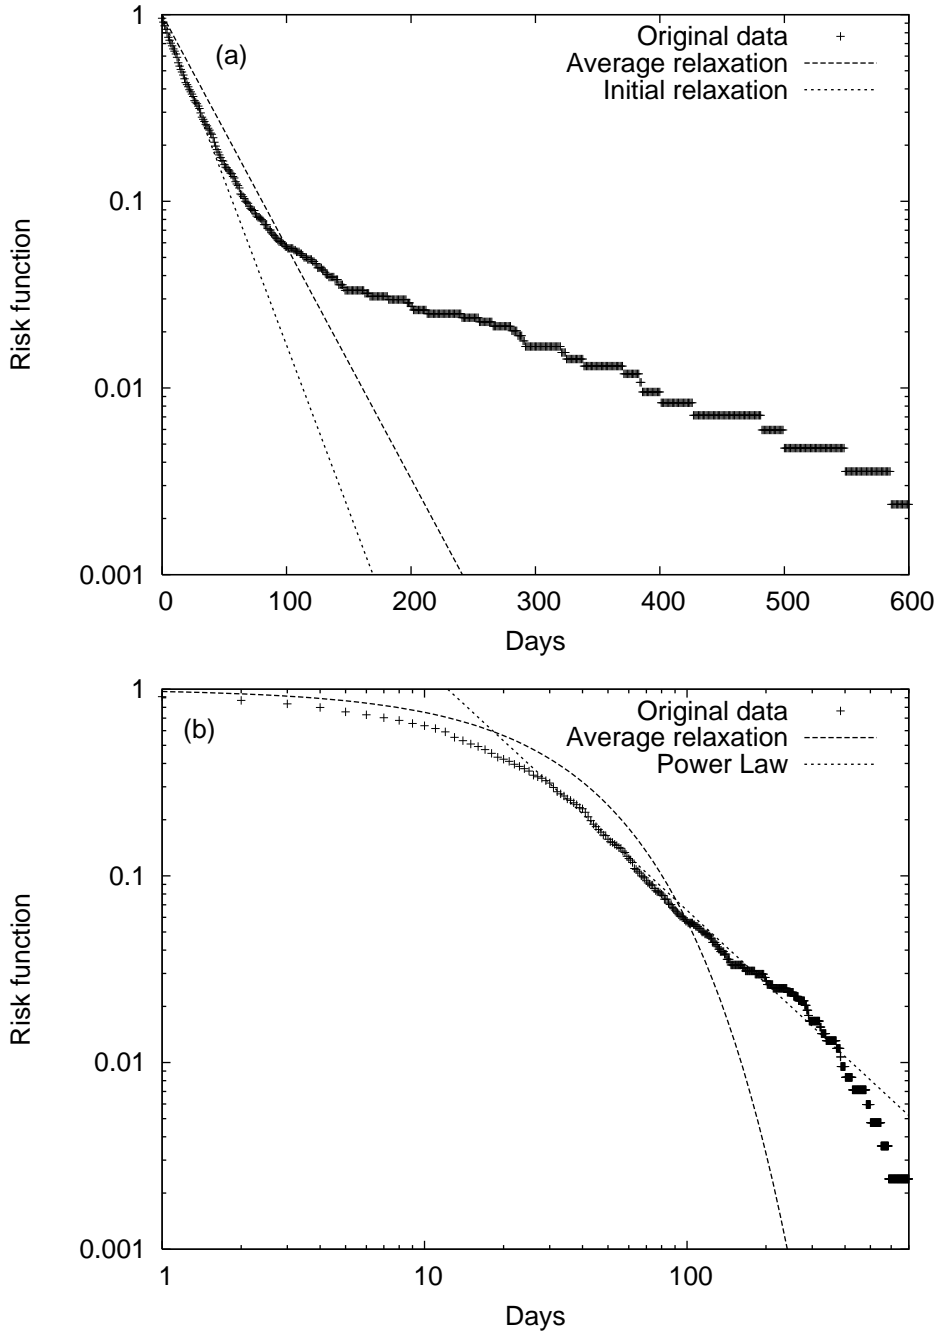 1
(a)
Original data
Average relaxation
Initial relaxation
0.1
Risk function
0.01
0.001
0 100 200 300 400 500 600
Days
1
(b)
Original data
Average relaxation
Power Law
0.1
Risk function
0.01
0.001
1 10 100
Days